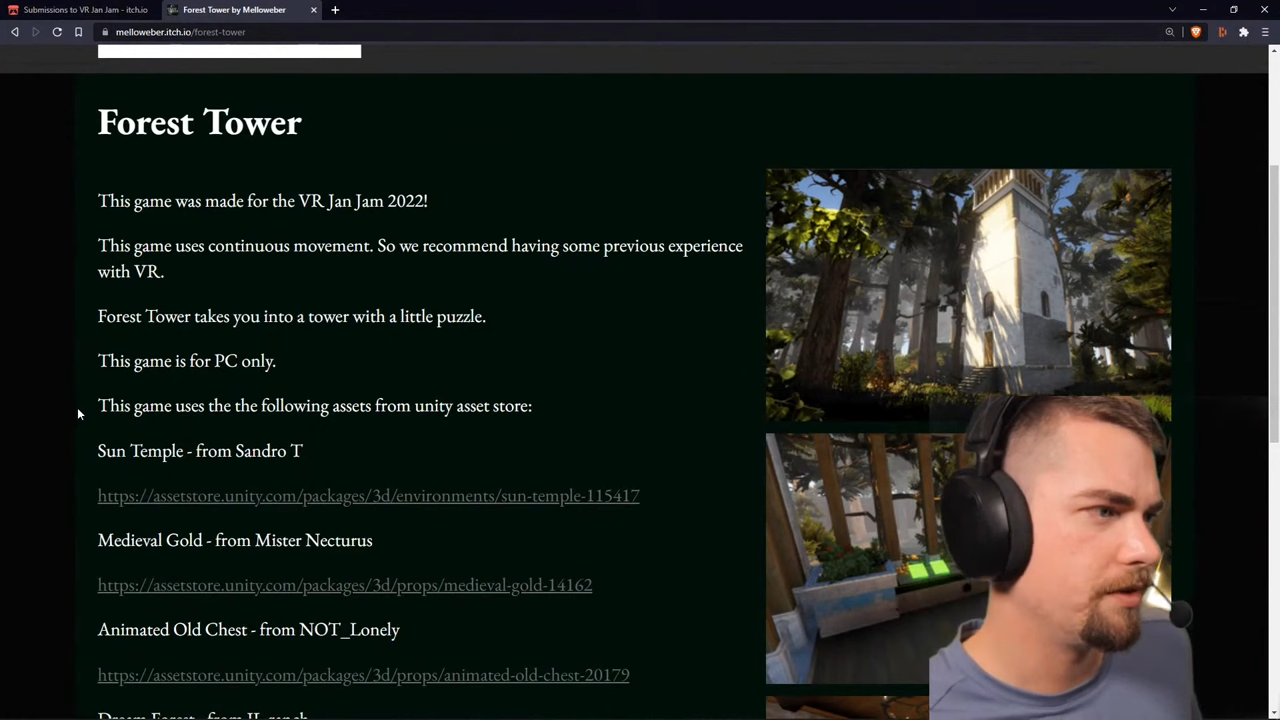 Submissions to VR Jan Jam - itch.io
Forest Tower by Melloweber
melloweber.itch.io/forest-tower
Forest Tower
This game was made for the VR Jan Jam 2022!
This game uses continuous movement. So we recommend having some previous experience
with VR.
Forest Tower takes you into a tower with a little puzzle.
This game is for PC only.
This game uses the the following assets from unity asset store:
Sun Temple - from Sandro T
https://assetstore.unity.com/packages/3d/environments/sun-temple-115417
Medieval Gold - from Mister Necturus
https://assetstore.unity.com/packages/3d/props/medieval-gold-14162
Animated Old Chest - from NOT_Lonely
https://assetstore.unity.com/packages/3d/props/animated-old-chest-20179